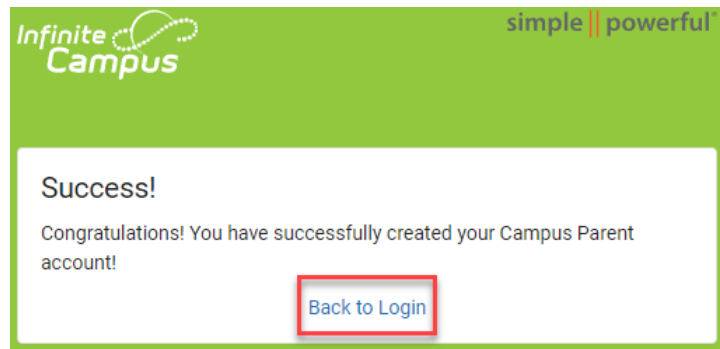 Infinite
Campus
simple || powerful®
Success!
Congratulations! You have successfully created your Campus Parent
account!
Back to Login